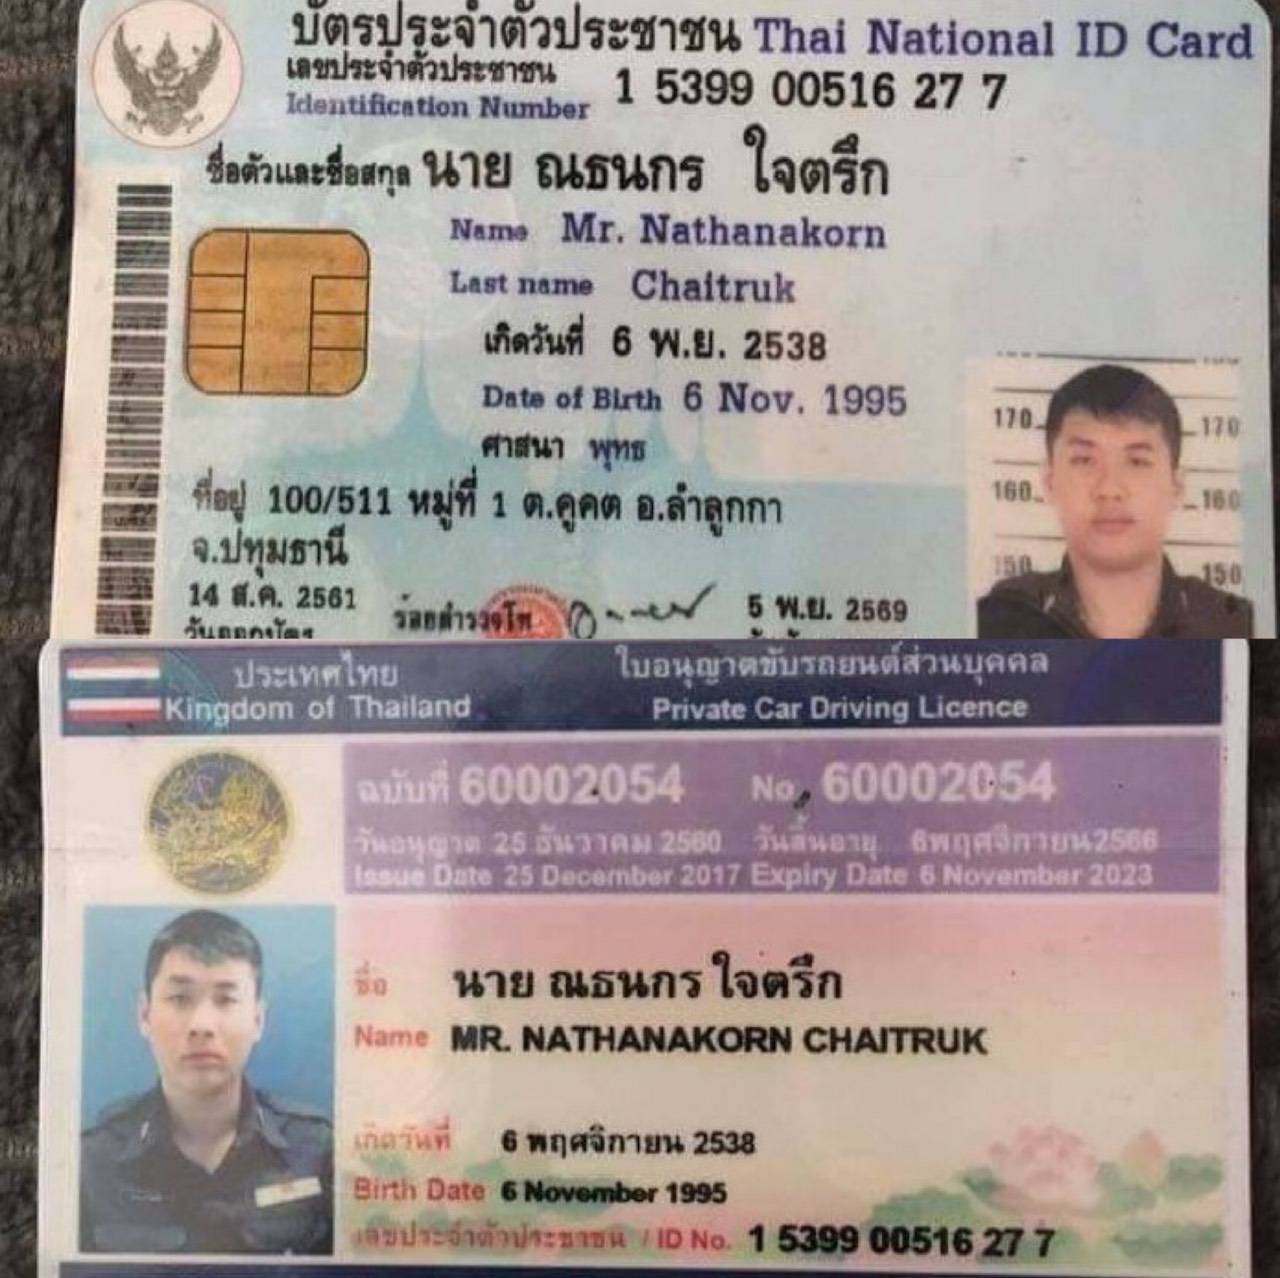 บัตรประจำตัวประชาชน Thai National ID Card
เลขประจำตัวประชาชน
Identification Number 1 5399 00516 27 7
ชื่อตัวและชื่อสกุล นาย ณธนกร ใจตรึก
Name Mr. Nathanakorn
Last name Chaitruk
เกิดวันที่ 6 พ.ย. 2538
Date of Birth 6 Nov. 1995
ศาสนา พุทธ
ที่อยู่ 100/511 หมู่ที่ 1 ต.คูคต อ.ลำลูกกา
จ.ปทุมธานี
170 170
160 160
150 150
14 ส.ค. 2561 ร้อยตำรวจโท 5 พ.ย. 2569
วันออกบัตร
ประเทศไทย ใบอนุญาตขับรถยนต์ส่วนบุคคล
Kingdom of Thailand Private Car Driving Licence
ฉบับที่ 60002054 No. 60002054
วันอนุญาต 25 ธันวาคม 2560 วันสิ้นอายุ 6พฤศจิกายน2566
Issue Date 25 December 2017 Expiry Date 6 November 2023
ชื่อ นาย ณธนกร ใจตรึก
Name MR. NATHANAKORN CHAITRUK
เกิดวันที่ 6 พฤศจิกายน 2538
Birth Date 6 November 1995
เลขประจำตัวประชาชน / ID No. 1 5399 00516 27 7